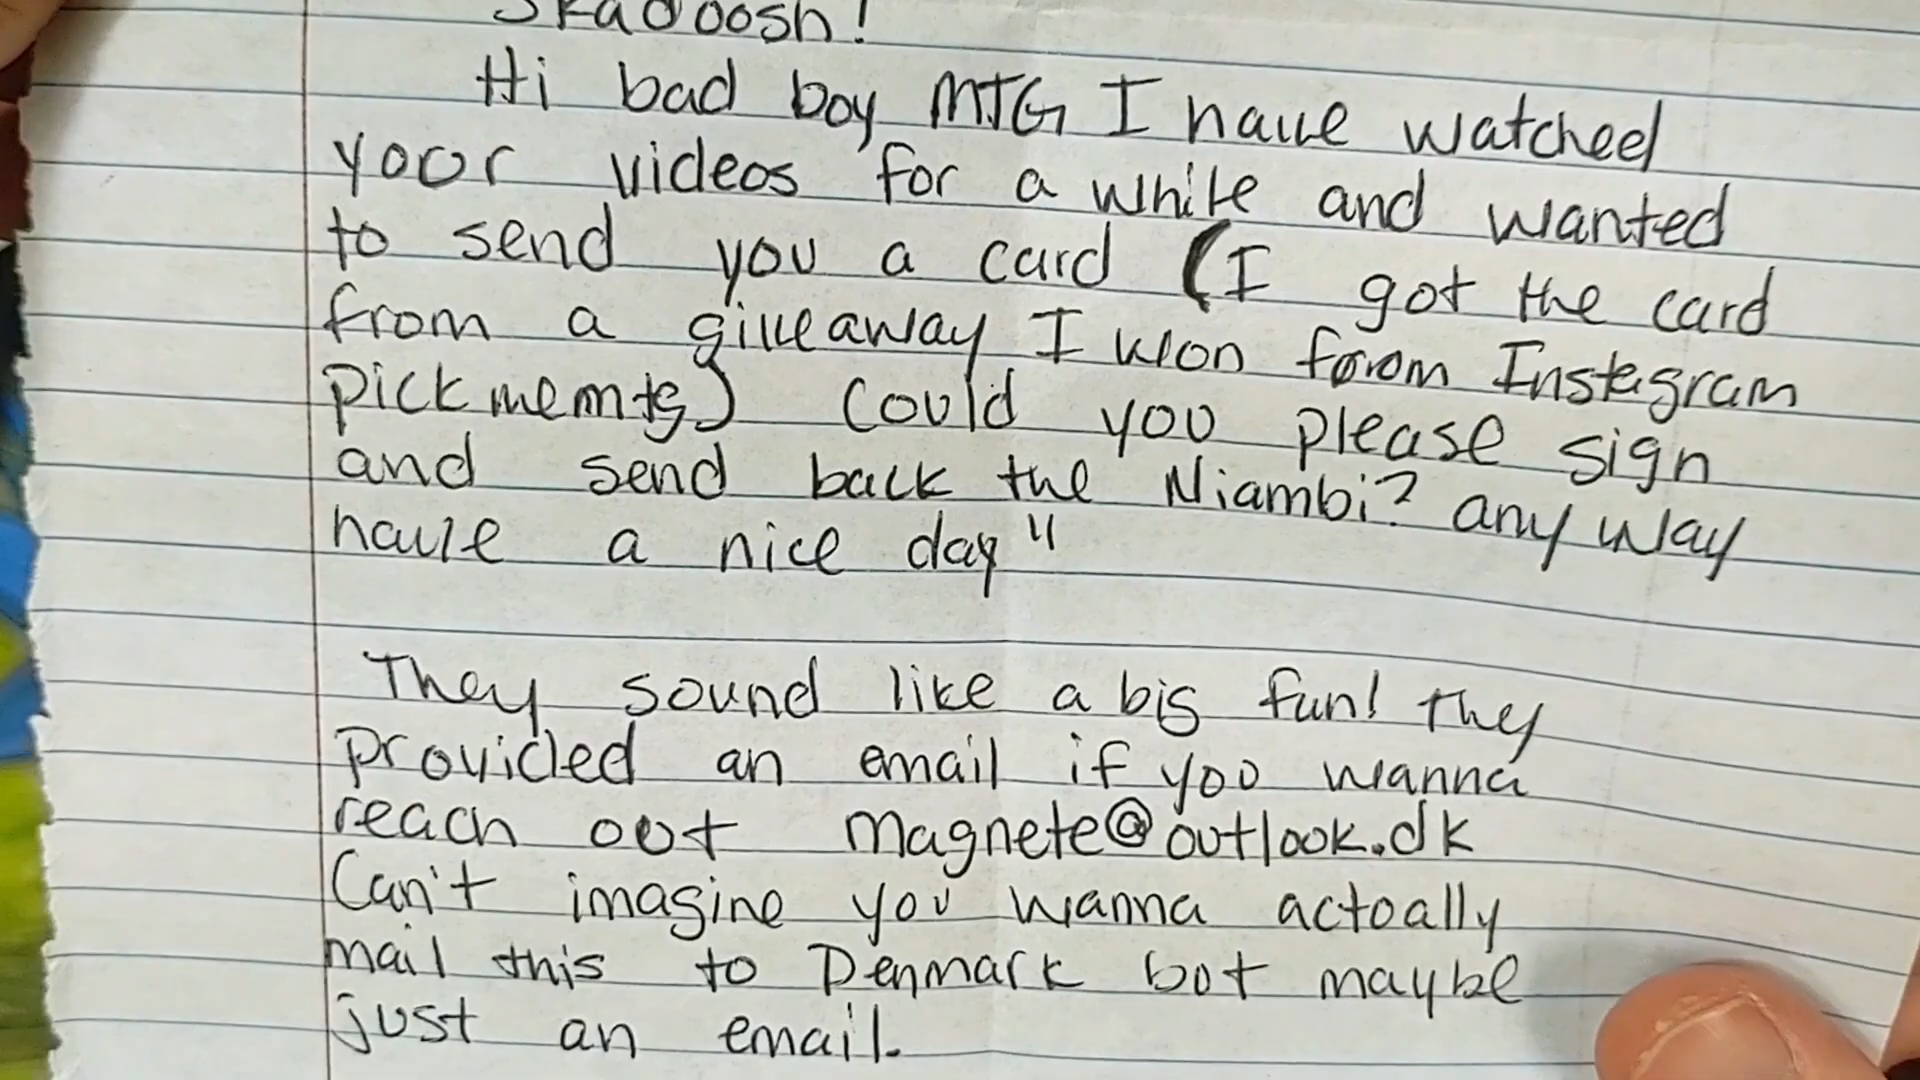 Skadoosh!
Hi bad boy MTG I have watched
your videos for a while and wanted
to send you a card (I got the card
from a giveaway I won from Instagram
pickmemtg) Could you please sign
and send back the Niambi? any way
have a nice day"
They sound like a big fan! They
provided an email if you wanna
reach out magnete@outlook.dk
Can't imagine you wanna actually
mail this to Denmark but maybe
just an email.